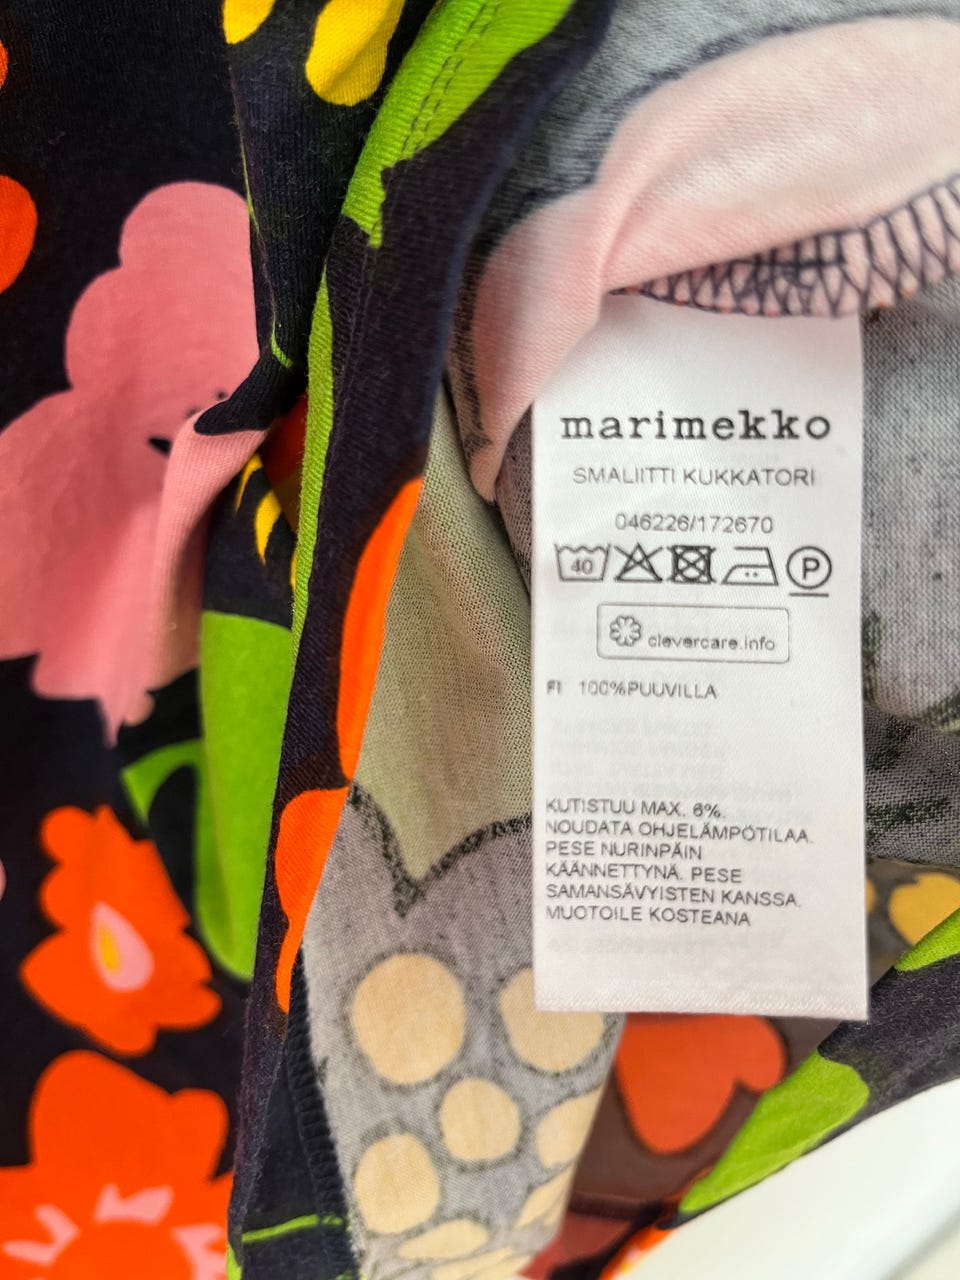 marimekko
SMALIITTI KUKKATORI
046226/172670
40 P
clevercare.info
FI 100%PUUVILLA
KUTISTUU MAX. 6%.
NOUDATA OHJELÄMPÖTILAA.
PESE NURINPÄIN
KÄÄNNETTYNÄ. PESE
SAMANSÄVYISTEN KANSSA.
MUOTOILE KOSTEANA